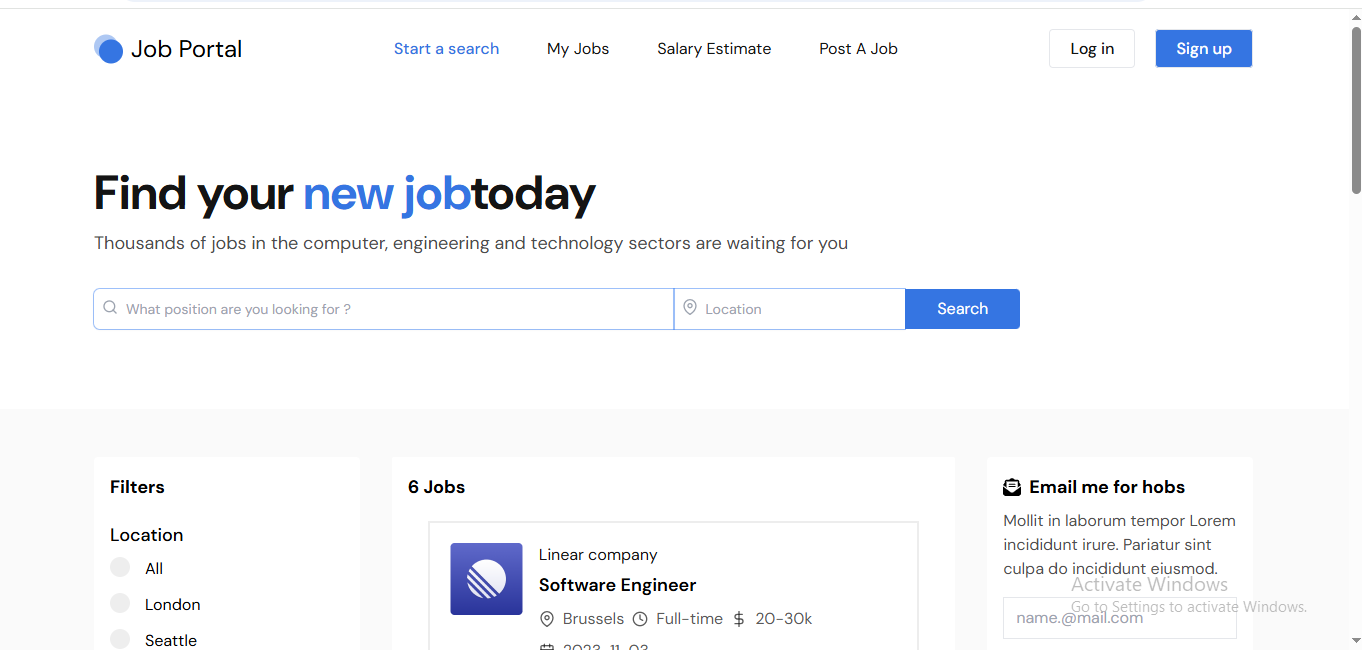 Job Portal
Start a search
My Jobs
Salary Estimate
Post A Job
Log in
Sign up
Find your new jobtoday
Thousands of jobs in the computer, engineering and technology sectors are waiting for you
What position are you looking for ?
Location
Search
Filters
Location
All
London
Seattle
6 Jobs
Linear company
Software Engineer
Brussels Full-time $ 20-30k
2023-11-03
Email me for hobs
Mollit in laborum tempor Lorem
incididunt irure. Pariatur sint
culpa do incididunt eiusmod.
name.@mail.com
Activate Windows
Go to Settings to activate Windows.